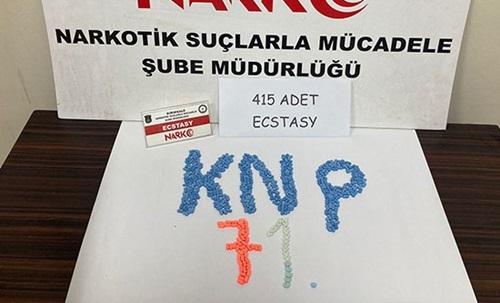 NARKO
NARKOTİK SUÇLARLA MÜCADELE
ŞUBE MÜDÜRLÜĞÜ
415 ADET
ECSTASY
ECSTASY
NARKO
KNP
71.